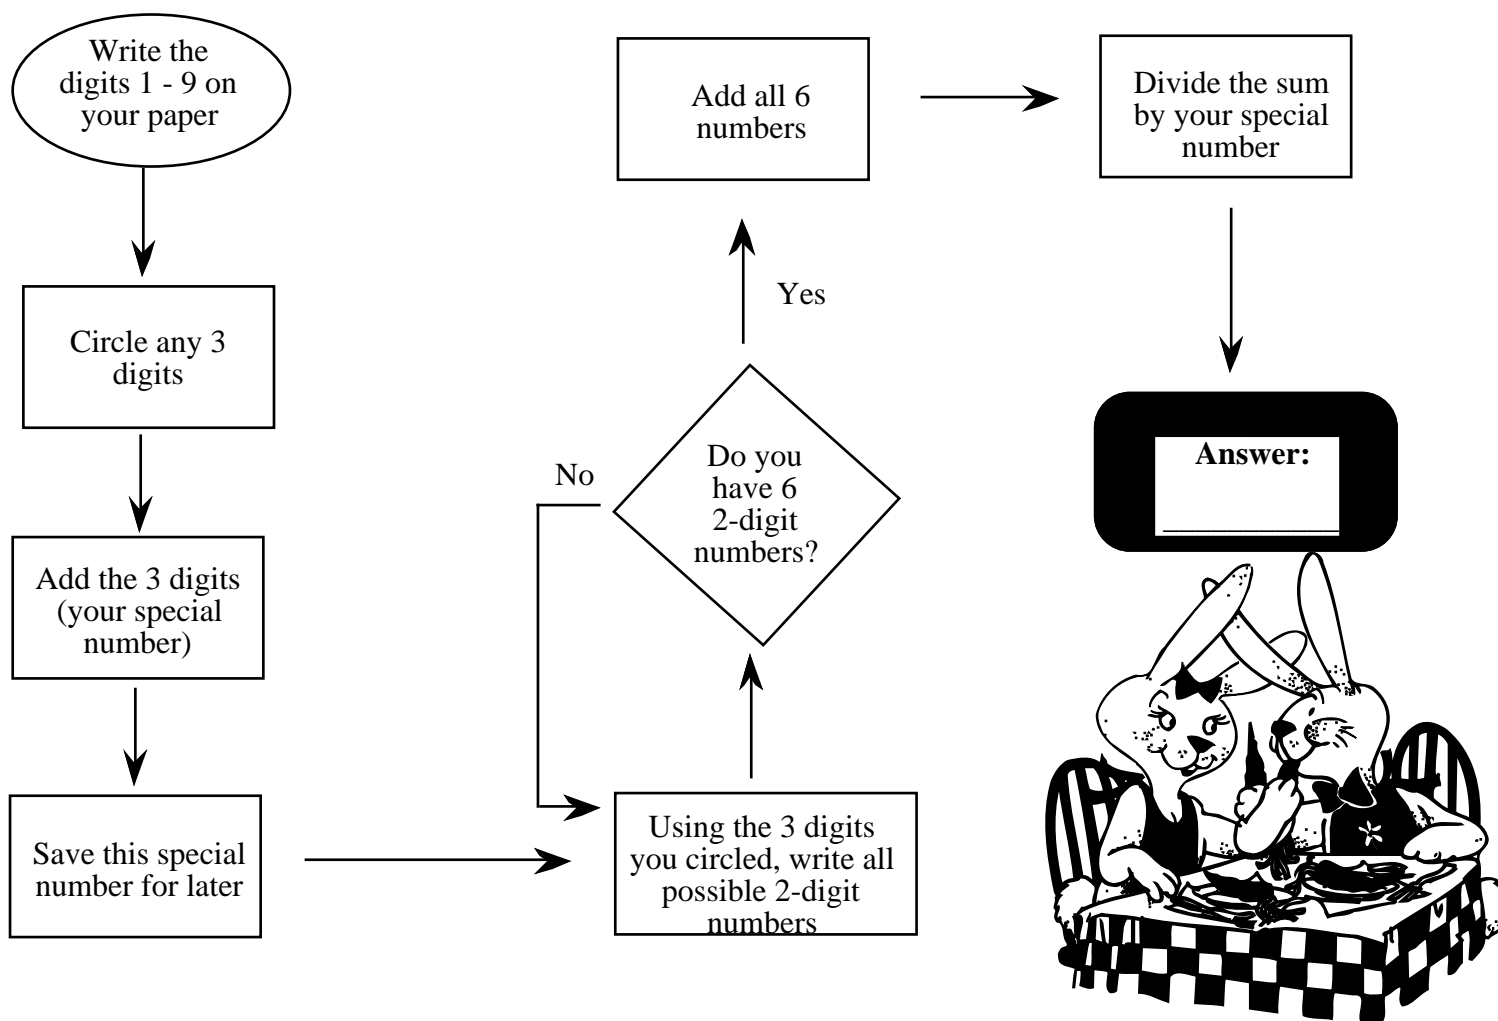 Write the
digits 1 - 9 on
your paper
Circle any 3
digits
Add the 3 digits
(your special
number)
Save this special
number for later
Using the 3 digits
you circled, write all
possible 2-digit
numbers
Do you
have 6
2-digit
numbers?
No
Yes
Add all 6
numbers
Divide the sum
by your special
number
Answer: